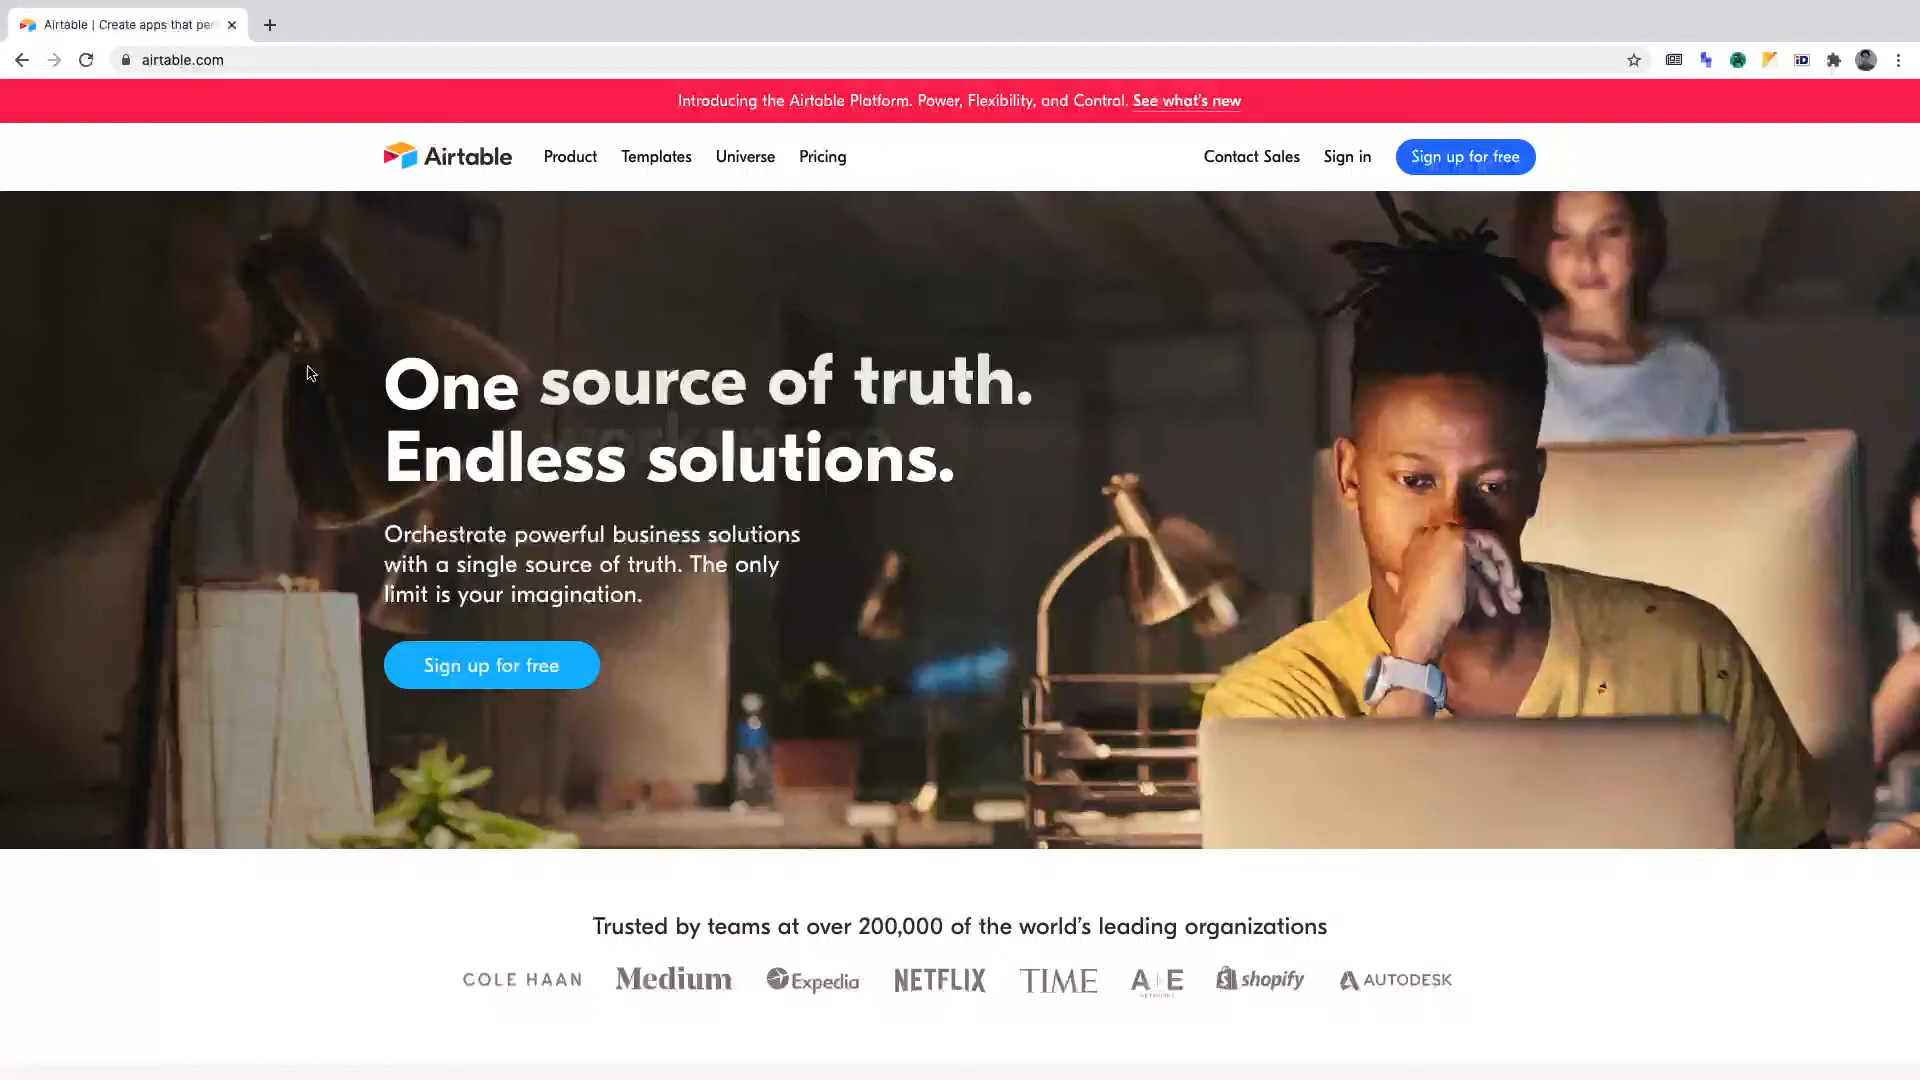 Airtable | Create apps that per
airtable.com
Introducing the Airtable Platform. Power, Flexibility, and Control. See what's new
Airtable Product Templates Universe Pricing Contact Sales Sign in Sign up for free
One source of truth.
Endless solutions.
Orchestrate powerful business solutions
with a single source of truth. The only
limit is your imagination.
Sign up for free
Trusted by teams at over 200,000 of the world's leading organizations
COLE HAAN Medium Expedia NETFLIX TIME A+E NETWORKS shopify AUTODESK